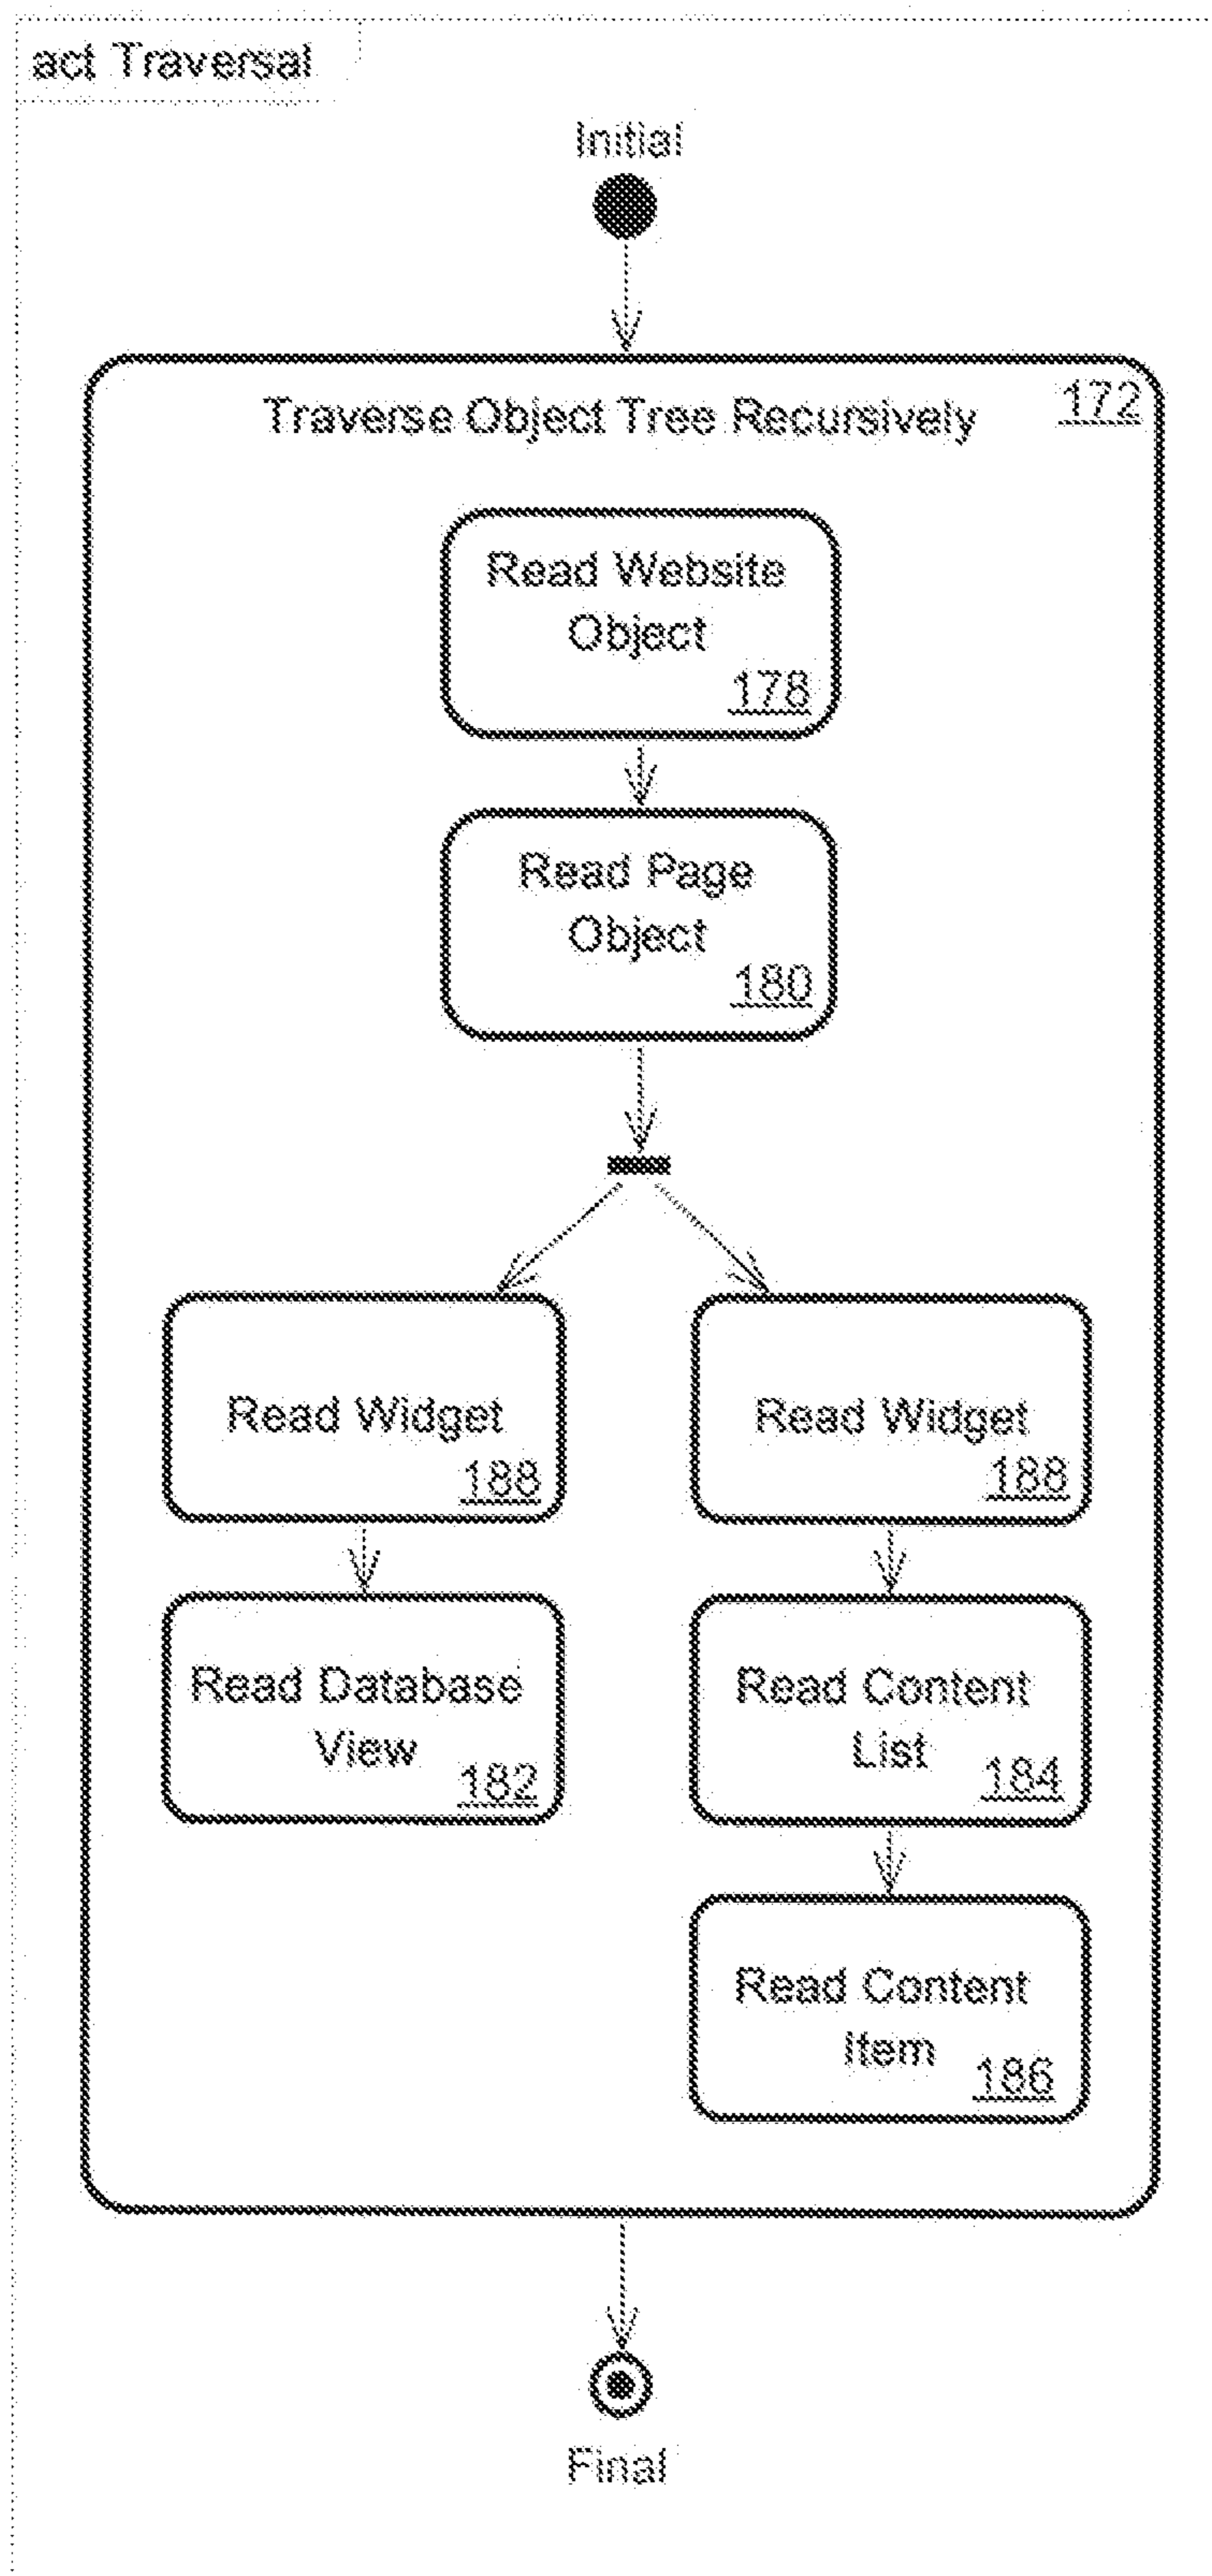 act Traversal
Initial
Traverse Object Tree Recursively
172
Read Website
Object
178
Read Page
Object
180
Read Widget
188
Read Widget
188
Read Database
View
182
Read Content
List
184
Read Content
Item
186
Final